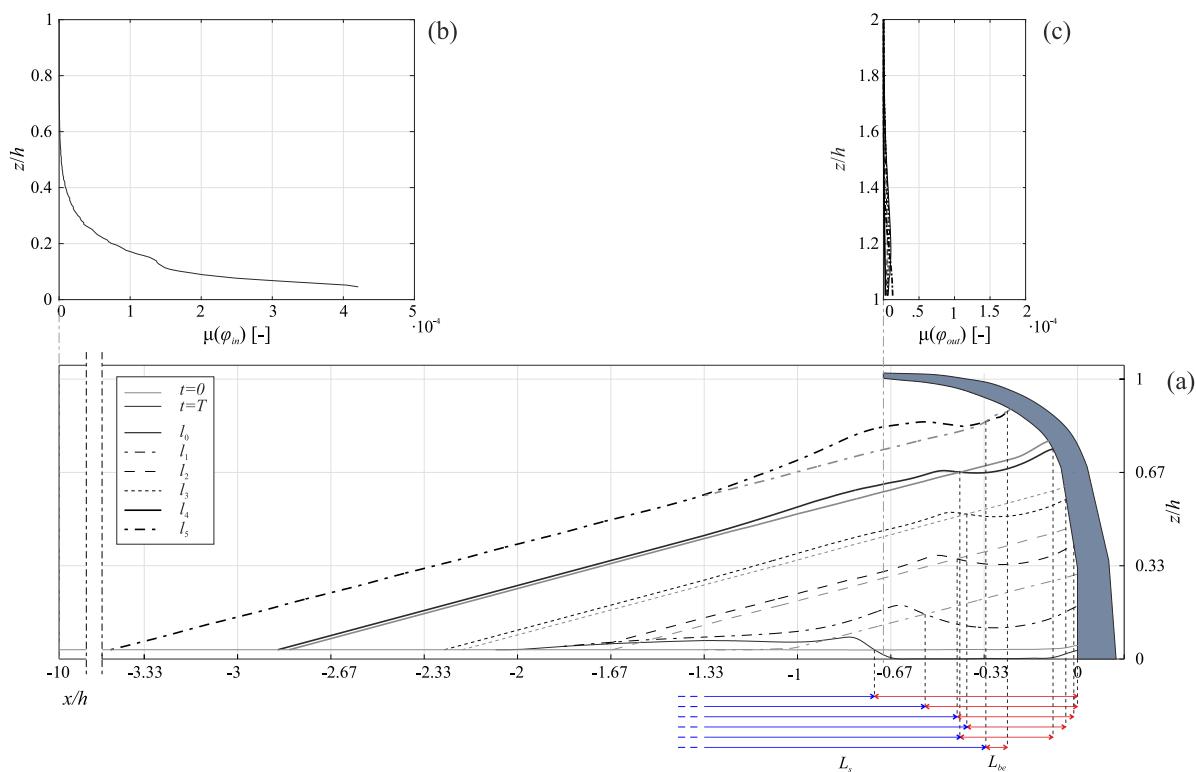 (b)
(c)
1
0.8
0.6
0.4
0.2
0
z/h
0 1 2 3 4 5
·10⁻⁴
μ(φin) [-]
2
1.8
1.6
1.4
1.2
1
z/h
0 1 2
·10⁻⁴
μ(φout) [-]
(a)
t=0
t=T
l0
l1
l2
l3
l4
l5
1
0.67
0.33
0
z/h
-10 -3.33 -3 -2.67 -2.33 -2 -1.67 -1.33 -1 -0.67 -0.33 0
x/h
Ls
Lbe